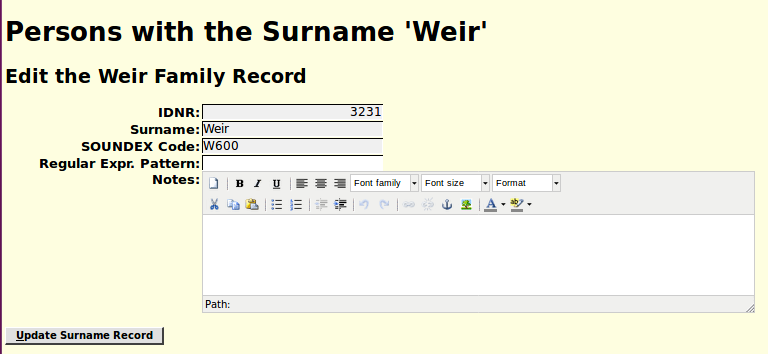 Persons with the Surname 'Weir'
Edit the Weir Family Record
IDNR: 3231
Surname: Weir
SOUNDEX Code: W600
Regular Expr. Pattern:
Notes:
B I U Font family Font size Format
A ab
Path:
Update Surname Record